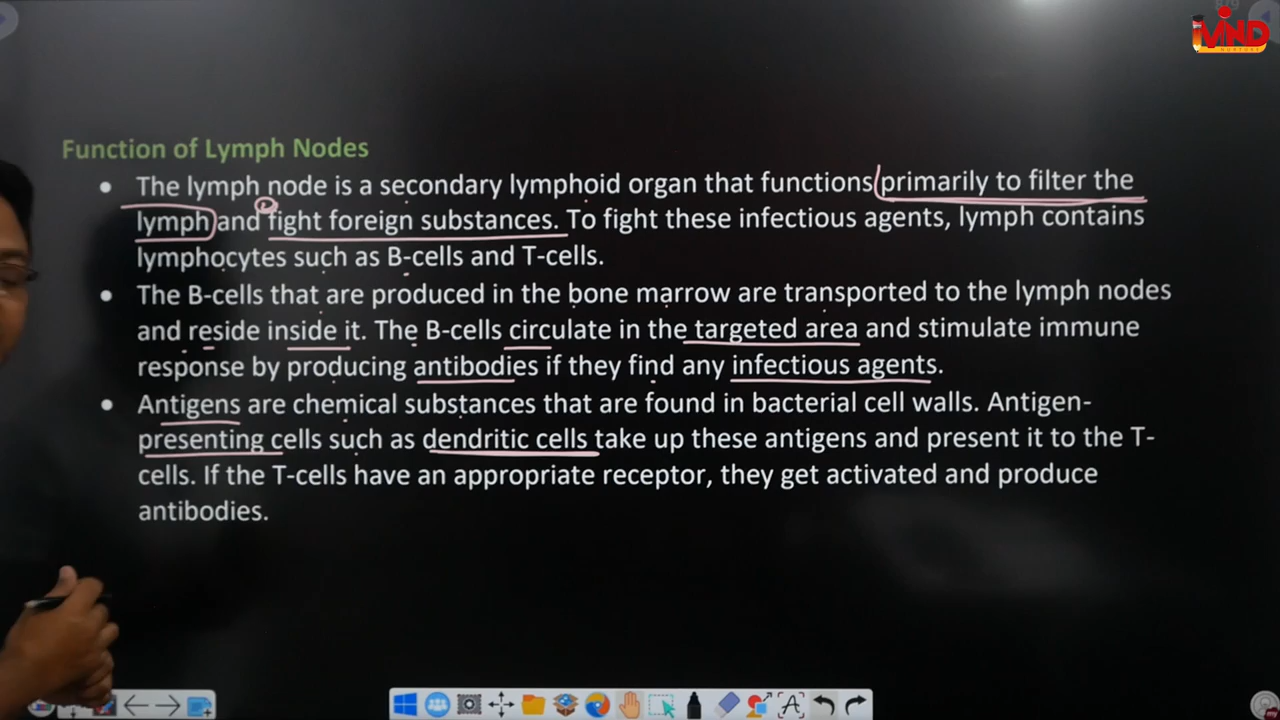 MIND
Function of Lymph Nodes
• The lymph node is a secondary lymphoid organ that functions primarily to filter the
lymph and fight foreign substances. To fight these infectious agents, lymph contains
lymphocytes such as B-cells and T-cells.
• The B-cells that are produced in the bone marrow are transported to the lymph nodes
and reside inside it. The B-cells circulate in the targeted area and stimulate immune
response by producing antibodies if they find any infectious agents.
• Antigens are chemical substances that are found in bacterial cell walls. Antigen-
presenting cells such as dendritic cells take up these antigens and present it to the T-
cells. If the T-cells have an appropriate receptor, they get activated and produce
antibodies.